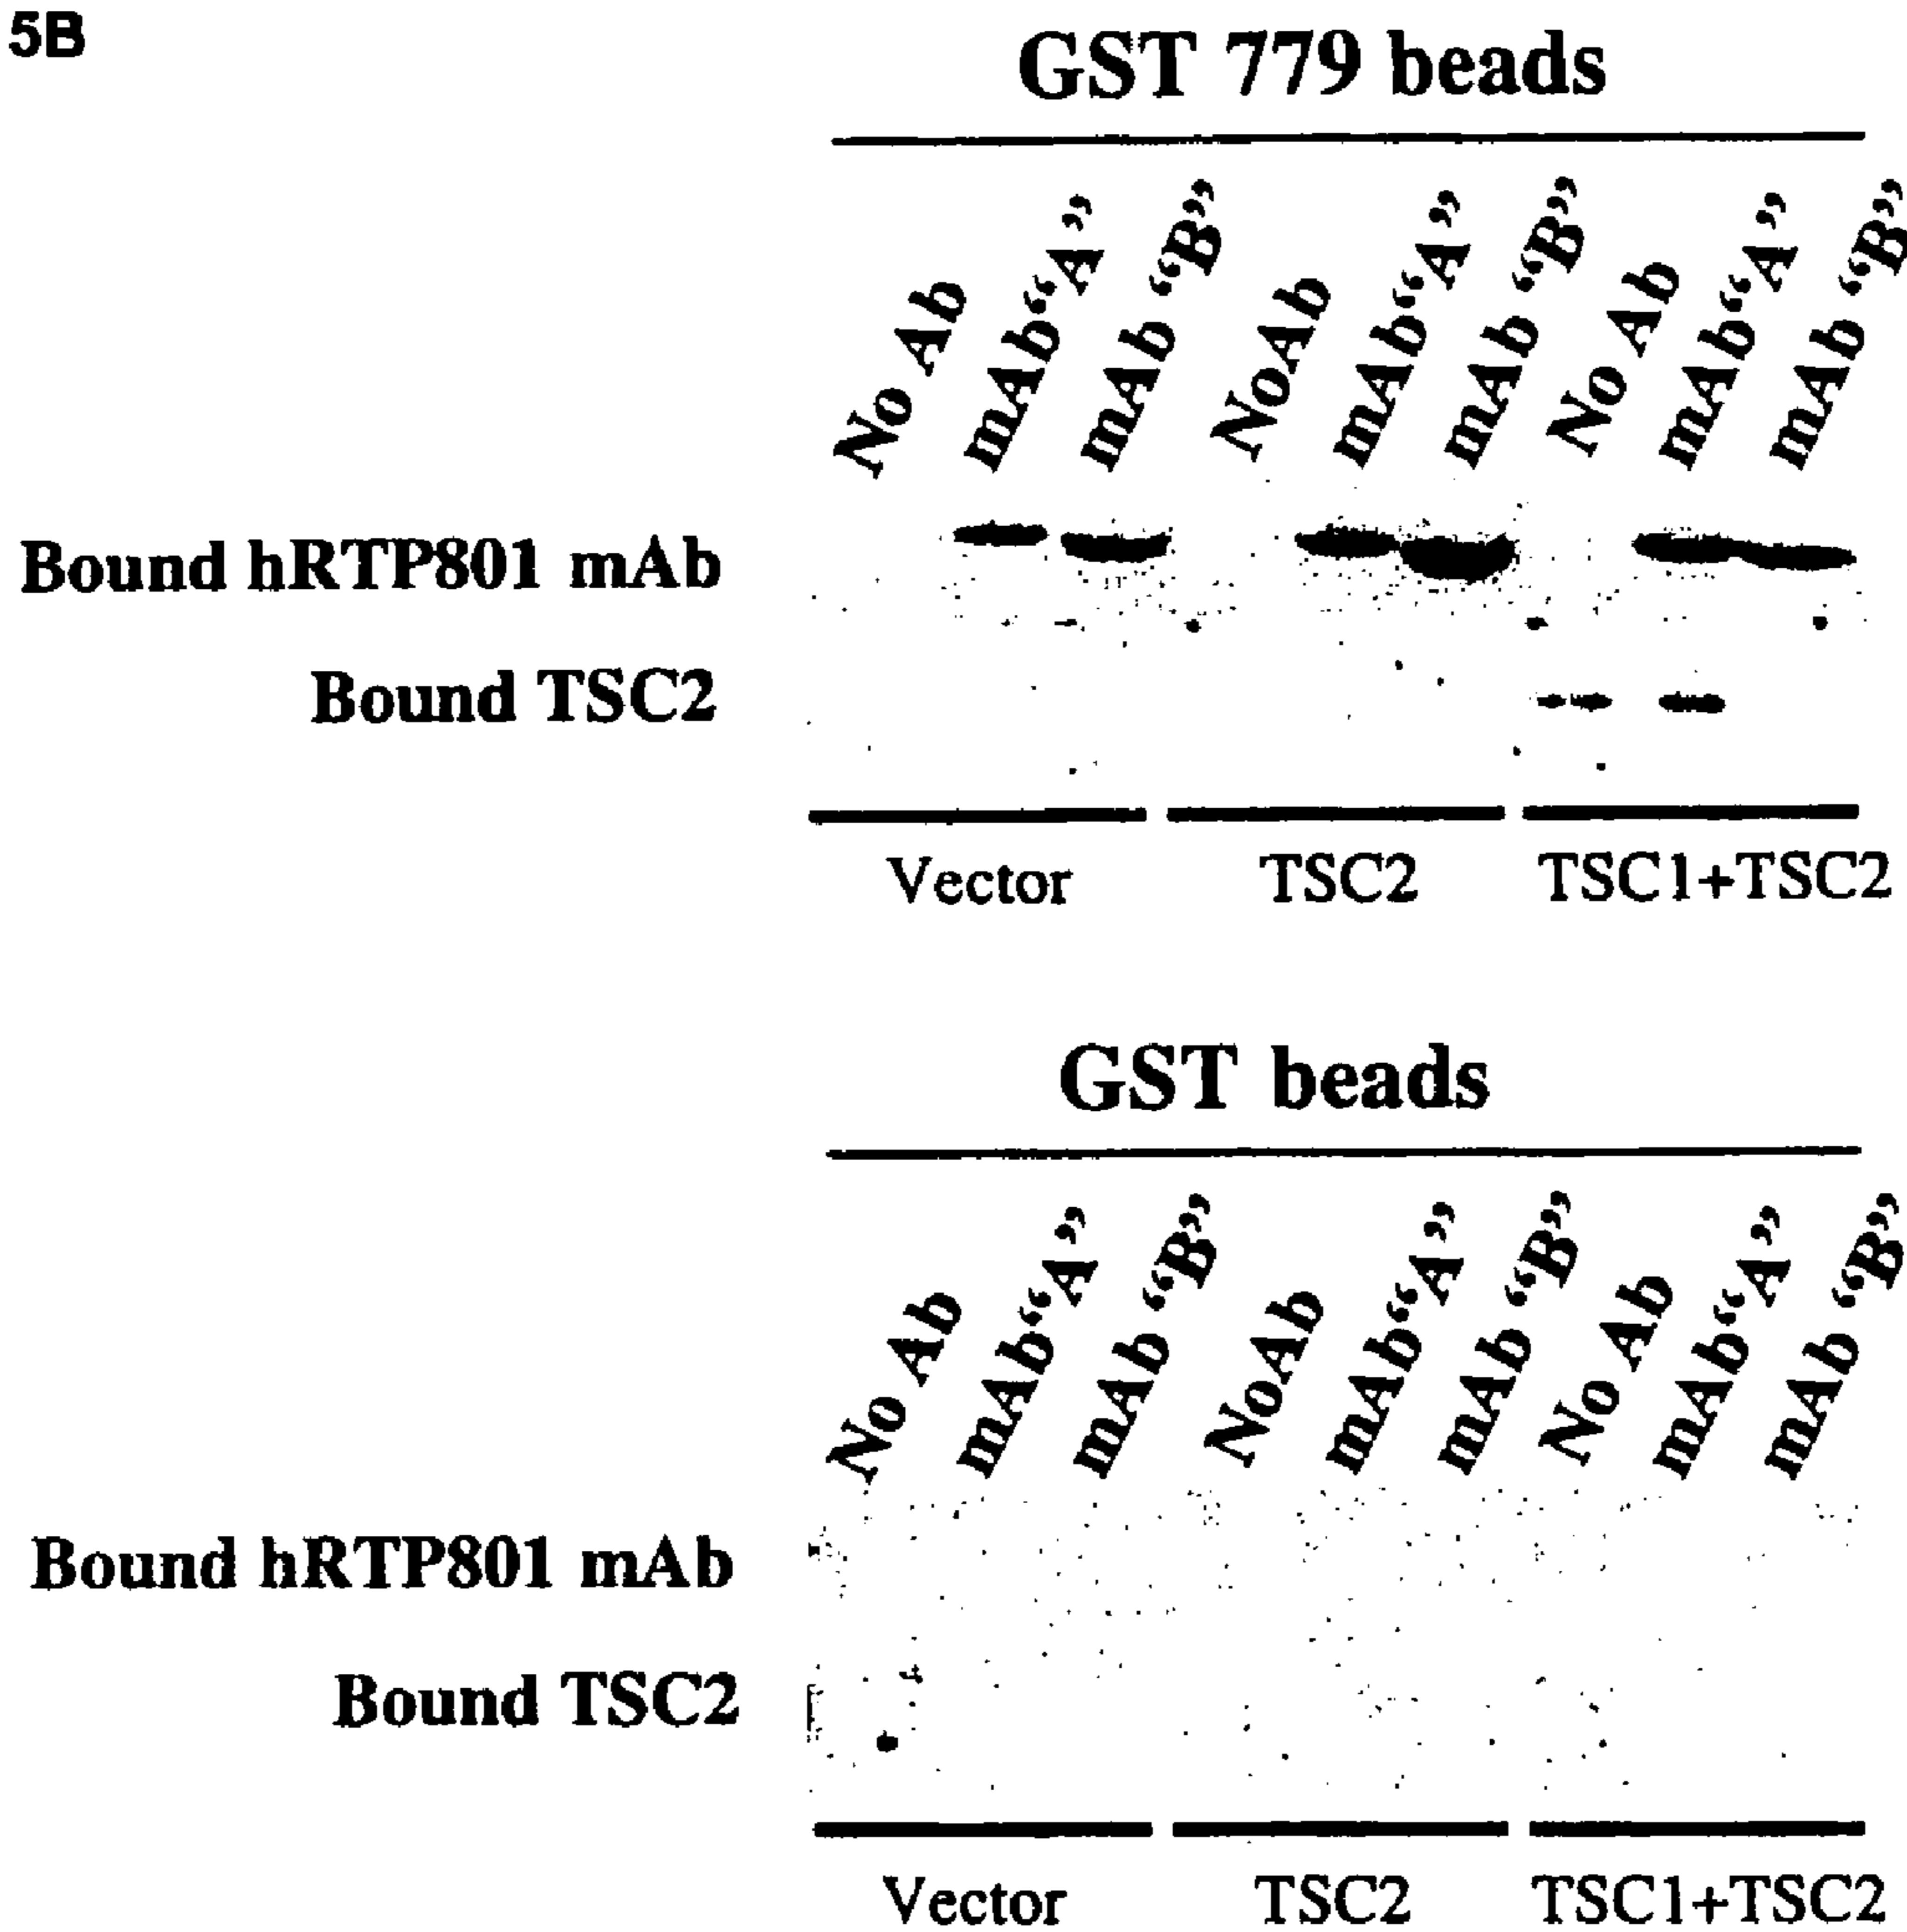 5B
GST 779 beads
No Ab mAb“A” mAb “B” NoAb mAb“A” mAb “B” No Ab mAb“A” mAb “B”
Bound hRTP801 mAb
Bound TSC2
Vector TSC2 TSC1+TSC2
GST beads
No Ab mAb“A” mAb “B” NoAb mAb“A” mAb “B” No Ab mAb“A” mAb “B”
Bound hRTP801 mAb
Bound TSC2
Vector TSC2 TSC1+TSC2